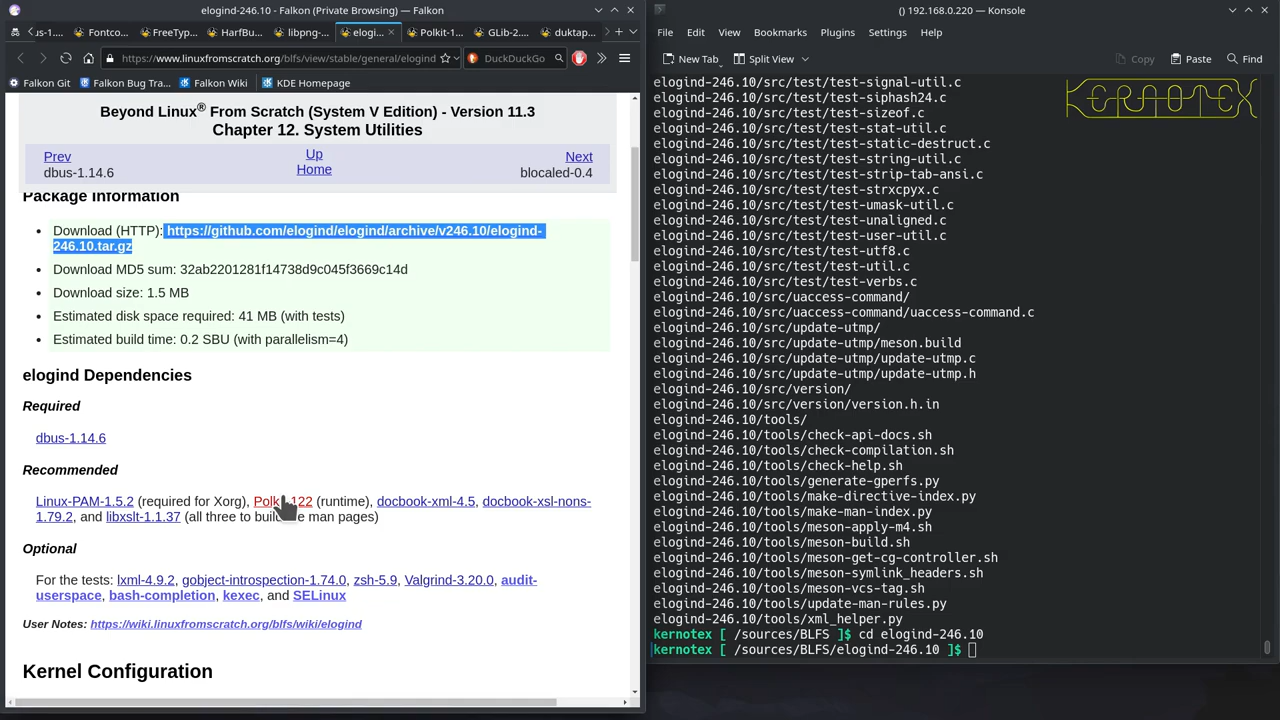 elogind-246.10 - Falkon (Private Browsing) — Falkon
us-1....
Fontco...
FreeTyp...
HarfBu...
libpng-...
elogi...
Polkit-1...
GLib-2....
duktap...
https://www.linuxfromscratch.org/blfs/view/stable/general/elogind
DuckDuckGo
Falkon Git
Falkon Bug Tra...
Falkon Wiki
KDE Homepage
Beyond Linux® From Scratch (System V Edition) - Version 11.3
Chapter 12. System Utilities
Prev
Up
Next
dbus-1.14.6
Home
blocaled-0.4
Package Information
Download (HTTP): https://github.com/elogind/elogind/archive/v246.10/elogind-
246.10.tar.gz
Download MD5 sum: 32ab2201281f14738d9c045f3669c14d
Download size: 1.5 MB
Estimated disk space required: 41 MB (with tests)
Estimated build time: 0.2 SBU (with parallelism=4)
elogind Dependencies
Required
dbus-1.14.6
Recommended
Linux-PAM-1.5.2 (required for Xorg), Polk 122 (runtime), docbook-xml-4.5, docbook-xsl-nons-
1.79.2, and libxslt-1.1.37 (all three to build e man pages)
Optional
For the tests: lxml-4.9.2, gobject-introspection-1.74.0, zsh-5.9, Valgrind-3.20.0, audit-
userspace, bash-completion, kexec, and SELinux
User Notes: https://wiki.linuxfromscratch.org/blfs/wiki/elogind
Kernel Configuration
() 192.168.0.220 — Konsole
File Edit View Bookmarks Plugins Settings Help
New Tab Split View Copy Paste Find
KERNOTEX
elogind-246.10/src/test/test-signal-util.c
elogind-246.10/src/test/test-siphash24.c
elogind-246.10/src/test/test-sizeof.c
elogind-246.10/src/test/test-stat-util.c
elogind-246.10/src/test/test-static-destruct.c
elogind-246.10/src/test/test-string-util.c
elogind-246.10/src/test/test-strip-tab-ansi.c
elogind-246.10/src/test/test-strxcpyx.c
elogind-246.10/src/test/test-umask-util.c
elogind-246.10/src/test/test-unaligned.c
elogind-246.10/src/test/test-user-util.c
elogind-246.10/src/test/test-utf8.c
elogind-246.10/src/test/test-util.c
elogind-246.10/src/test/test-verbs.c
elogind-246.10/src/uaccess-command/
elogind-246.10/src/uaccess-command/uaccess-command.c
elogind-246.10/src/update-utmp/
elogind-246.10/src/update-utmp/meson.build
elogind-246.10/src/update-utmp/update-utmp.c
elogind-246.10/src/update-utmp/update-utmp.h
elogind-246.10/src/version/
elogind-246.10/src/version/version.h.in
elogind-246.10/tools/
elogind-246.10/tools/check-api-docs.sh
elogind-246.10/tools/check-compilation.sh
elogind-246.10/tools/check-help.sh
elogind-246.10/tools/generate-gperfs.py
elogind-246.10/tools/make-directive-index.py
elogind-246.10/tools/make-man-index.py
elogind-246.10/tools/meson-apply-m4.sh
elogind-246.10/tools/meson-build.sh
elogind-246.10/tools/meson-get-cg-controller.sh
elogind-246.10/tools/meson-symlink_headers.sh
elogind-246.10/tools/meson-vcs-tag.sh
elogind-246.10/tools/update-man-rules.py
elogind-246.10/tools/xml_helper.py
kernotex [ /sources/BLFS ]$ cd elogind-246.10
kernotex [ /sources/BLFS/elogind-246.10 ]$